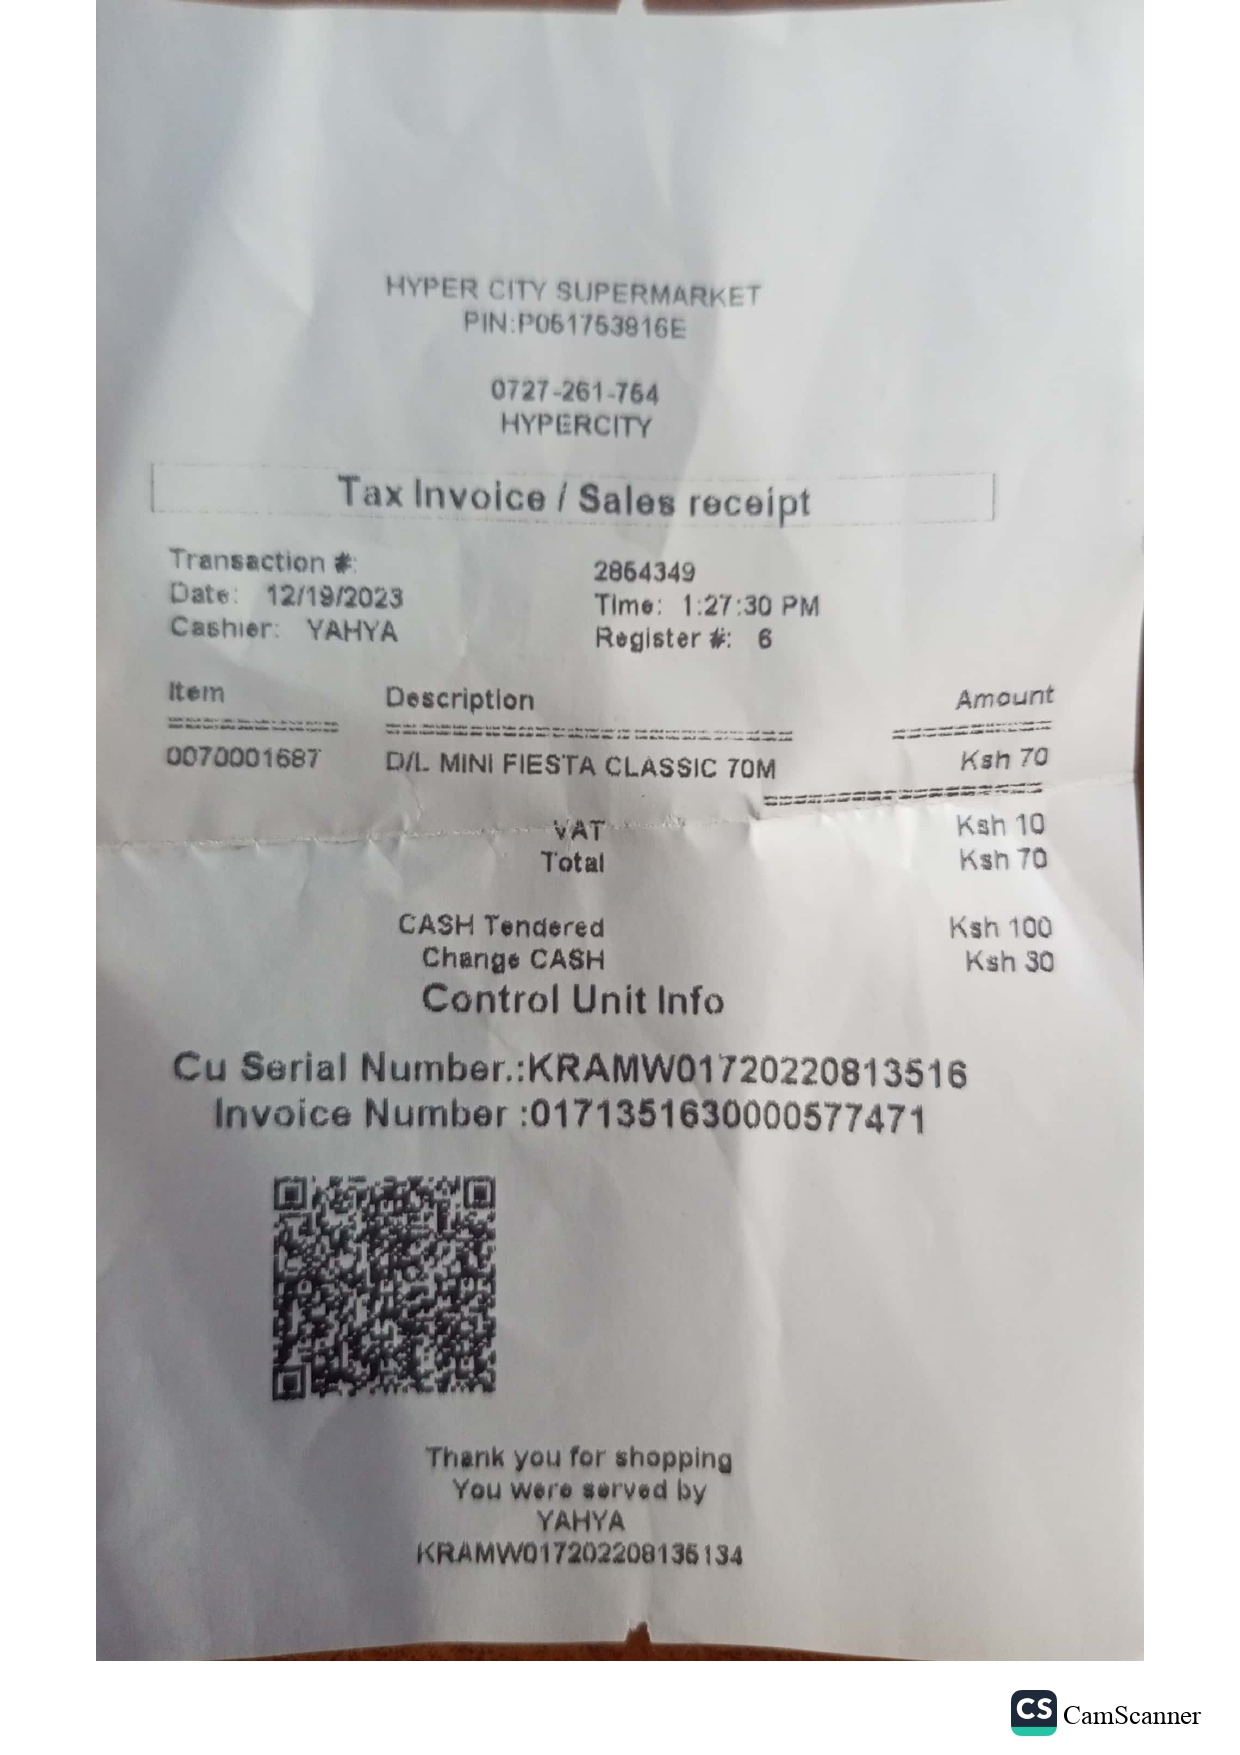 HYPER CITY SUPERMARKET
PIN:P051753816E
0727-261-764
HYPERCITY
Tax Invoice / Sales receipt
Transaction #: 2864349
Date: 12/19/2023 Time: 1:27:30 PM
Cashier: YAHYA Register #: 6
Item Description Amount
0070001687 D/L MINI FIESTA CLASSIC 70M Ksh 70
VAT Ksh 10
Total Ksh 70
CASH Tendered Ksh 100
Change CASH Ksh 30
Control Unit Info
Cu Serial Number.:KRAMW01720220813516
Invoice Number :0171351630000577471
Thank you for shopping
You were served by
YAHYA
KRAMW017202208135134
CS CamScanner